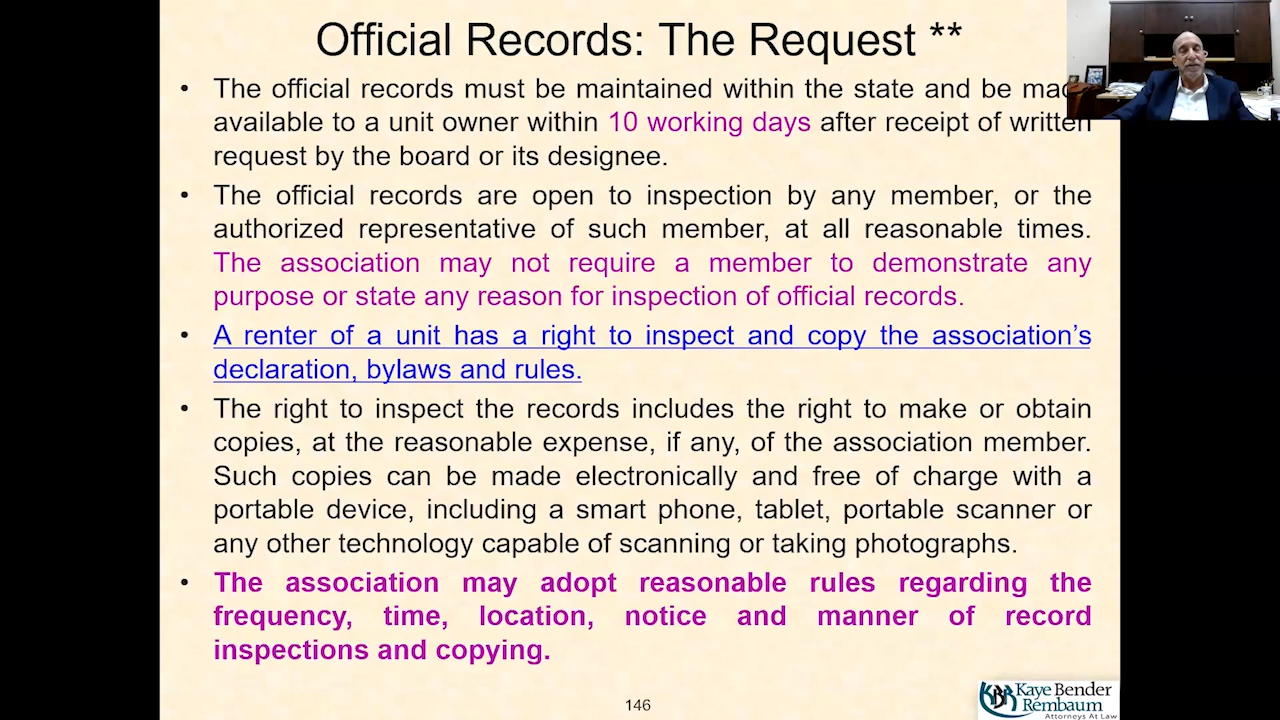 Official Records: The Request **
• The official records must be maintained within the state and be made
available to a unit owner within 10 working days after receipt of written
request by the board or its designee.
• The official records are open to inspection by any member, or the
authorized representative of such member, at all reasonable times.
The association may not require a member to demonstrate any
purpose or state any reason for inspection of official records.
• A renter of a unit has a right to inspect and copy the association's
declaration, bylaws and rules.
• The right to inspect the records includes the right to make or obtain
copies, at the reasonable expense, if any, of the association member.
Such copies can be made electronically and free of charge with a
portable device, including a smart phone, tablet, portable scanner or
any other technology capable of scanning or taking photographs.
• The association may adopt reasonable rules regarding the
frequency, time, location, notice and manner of record
inspections and copying.
146
KBR Kaye Bender
Rembaum
Attorneys At Law